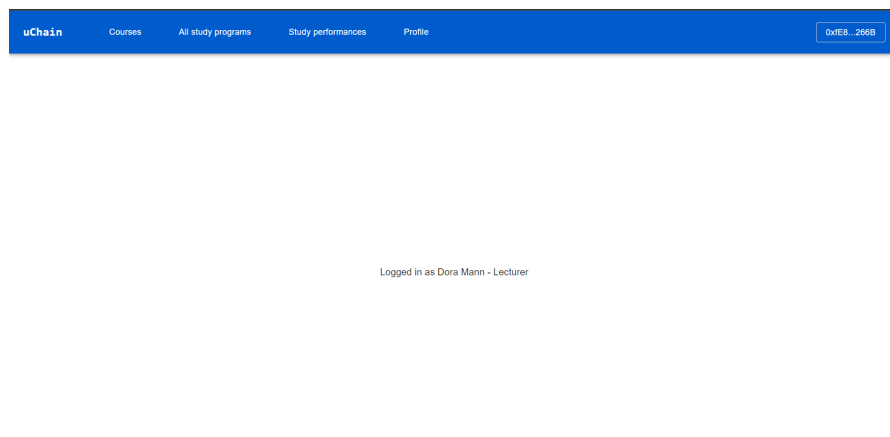 uChain Courses All study programs Study performances Profile 0xfE8...266B
Logged in as Dora Mann - Lecturer